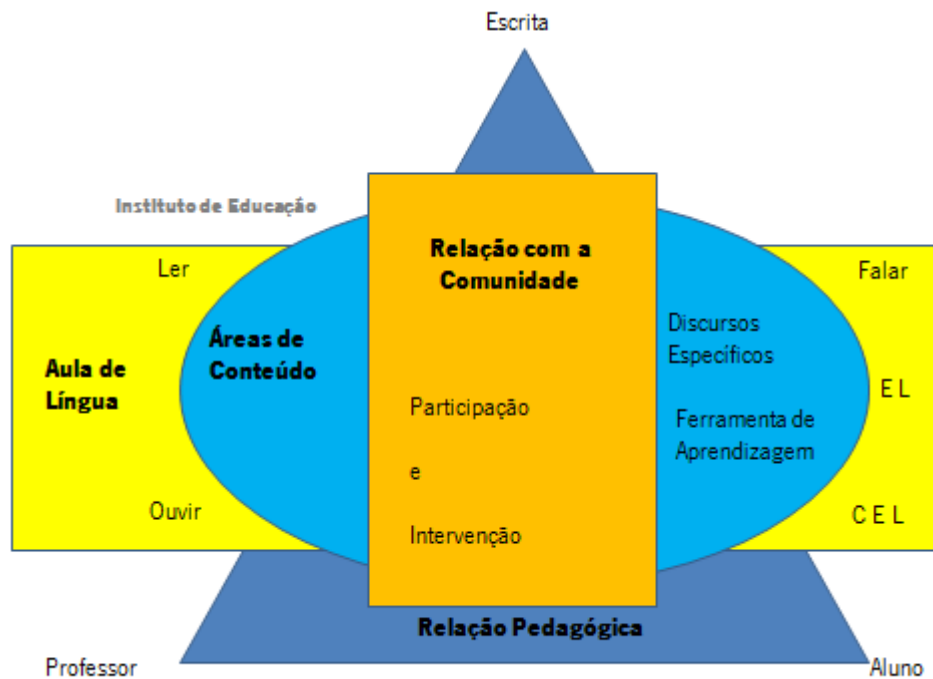 Escrita
Instituto de Educação
Relação com a
Comunidade
Ler
Falar
Áreas de
Conteúdo
Discursos
Específicos
Aula de
Língua
E L
Participação
Ferramenta de
Aprendizagem
e
Ouvir
C E L
Intervenção
Relação Pedagógica
Professor
Aluno